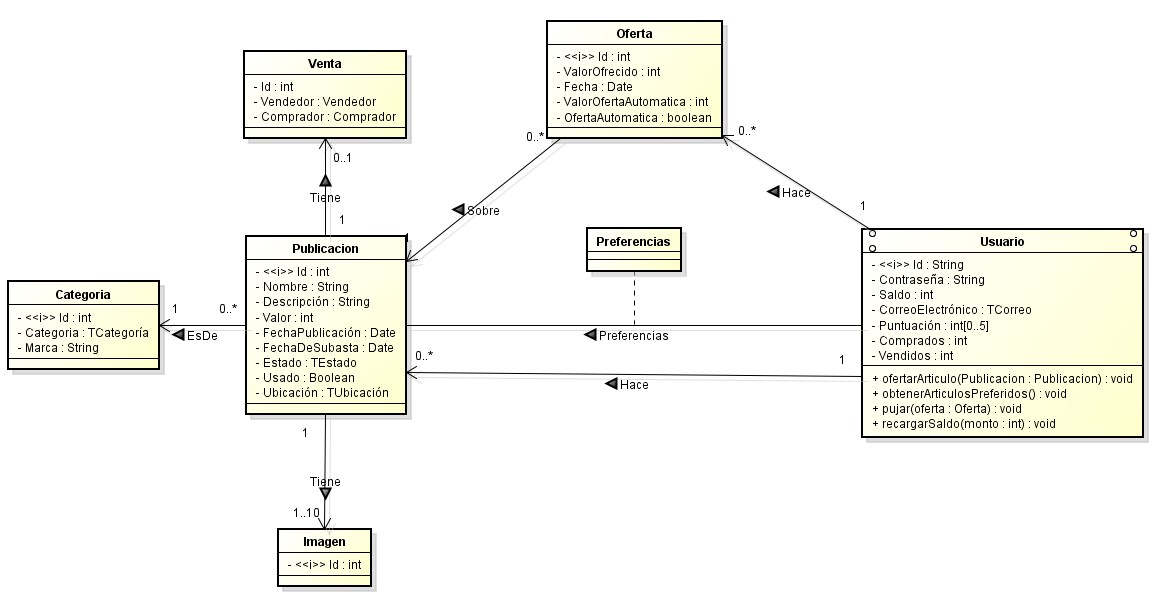 Oferta
- <<i>> Id : int
- ValorOfrecido : int
- Fecha : Date
- ValorOfertaAutomatica : int
- OfertaAutomatica : boolean
Venta
- Id : int
- Vendedor : Vendedor
- Comprador : Comprador
0..*
0..*
0..1
Tiene
1
Sobre
Hace
1
1
Publicacion
- <<i>> Id : int
- Nombre : String
- Descripción : String
- Valor : int
- FechaPublicación : Date
- FechaDeSubasta : Date
- Estado : TEstado
- Usado : Boolean
- Ubicación : TUbicación
Preferencias
Usuario
- <<i>> Id : String
- Contraseña : String
- Saldo : int
- CorreoElectrónico : TCorreo
- Puntuación : int[0..5]
- Comprados : int
- Vendidos : int
+ ofertarArticulo(Publicacion : Publicacion) : void
+ obtenerArticulosPreferidos() : void
+ pujar(oferta : Oferta) : void
+ recargarSaldo(monto : int) : void
Categoria
- <<i>> Id : int
- Categoria : TCategoría
- Marca : String
1
0..*
EsDe
Preferencias
0..*
1
Hace
1
Tiene
1..10
Imagen
- <<i>> Id : int